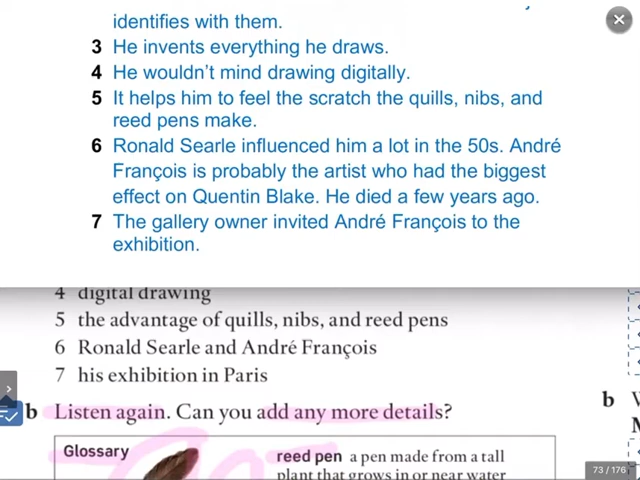 identifies with them.
3 He invents everything he draws.
4 He wouldn't mind drawing digitally.
5 It helps him to feel the scratch the quills, nibs, and
reed pens make.
6 Ronald Searle influenced him a lot in the 50s. André
François is probably the artist who had the biggest
effect on Quentin Blake. He died a few years ago.
7 The gallery owner invited André François to the
exhibition.
4 digital drawing
5 the advantage of quills, nibs, and reed pens
6 Ronald Searle and André François
7 his exhibition in Paris
b Listen again. Can you add any more details?
b
Glossary
reed pen a pen made from a tall
plant that grows in or near water
73 / 176